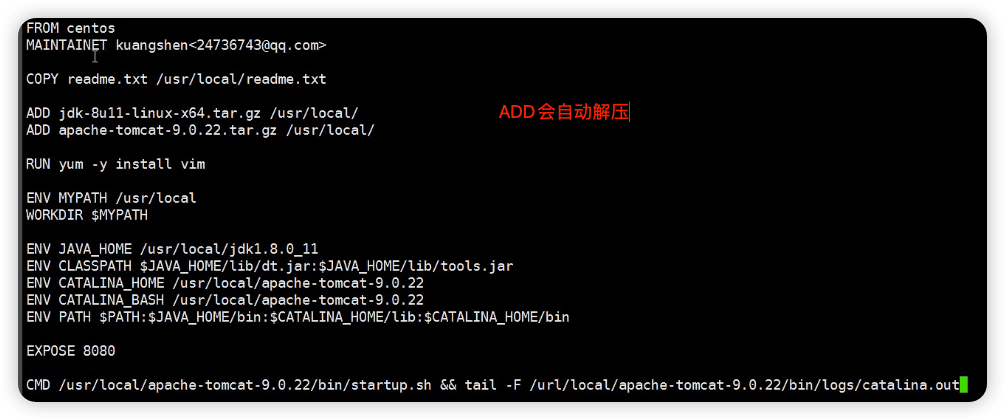 FROM centos
MAINTAINET kuangshen<24736743@qq.com>
COPY readme.txt /usr/local/readme.txt
ADD jdk-8u11-linux-x64.tar.gz /usr/local/
ADD会自动解压
ADD apache-tomcat-9.0.22.tar.gz /usr/local/
RUN yum -y install vim
ENV MYPATH /usr/local
WORKDIR $MYPATH
ENV JAVA_HOME /usr/local/jdk1.8.0_11
ENV CLASSPATH $JAVA_HOME/lib/dt.jar:$JAVA_HOME/lib/tools.jar
ENV CATALINA_HOME /usr/local/apache-tomcat-9.0.22
ENV CATALINA_BASH /usr/local/apache-tomcat-9.0.22
ENV PATH $PATH:$JAVA_HOME/bin:$CATALINA_HOME/lib:$CATALINA_HOME/bin
EXPOSE 8080
CMD /usr/local/apache-tomcat-9.0.22/bin/startup.sh && tail -F /url/local/apache-tomcat-9.0.22/bin/logs/catalina.out